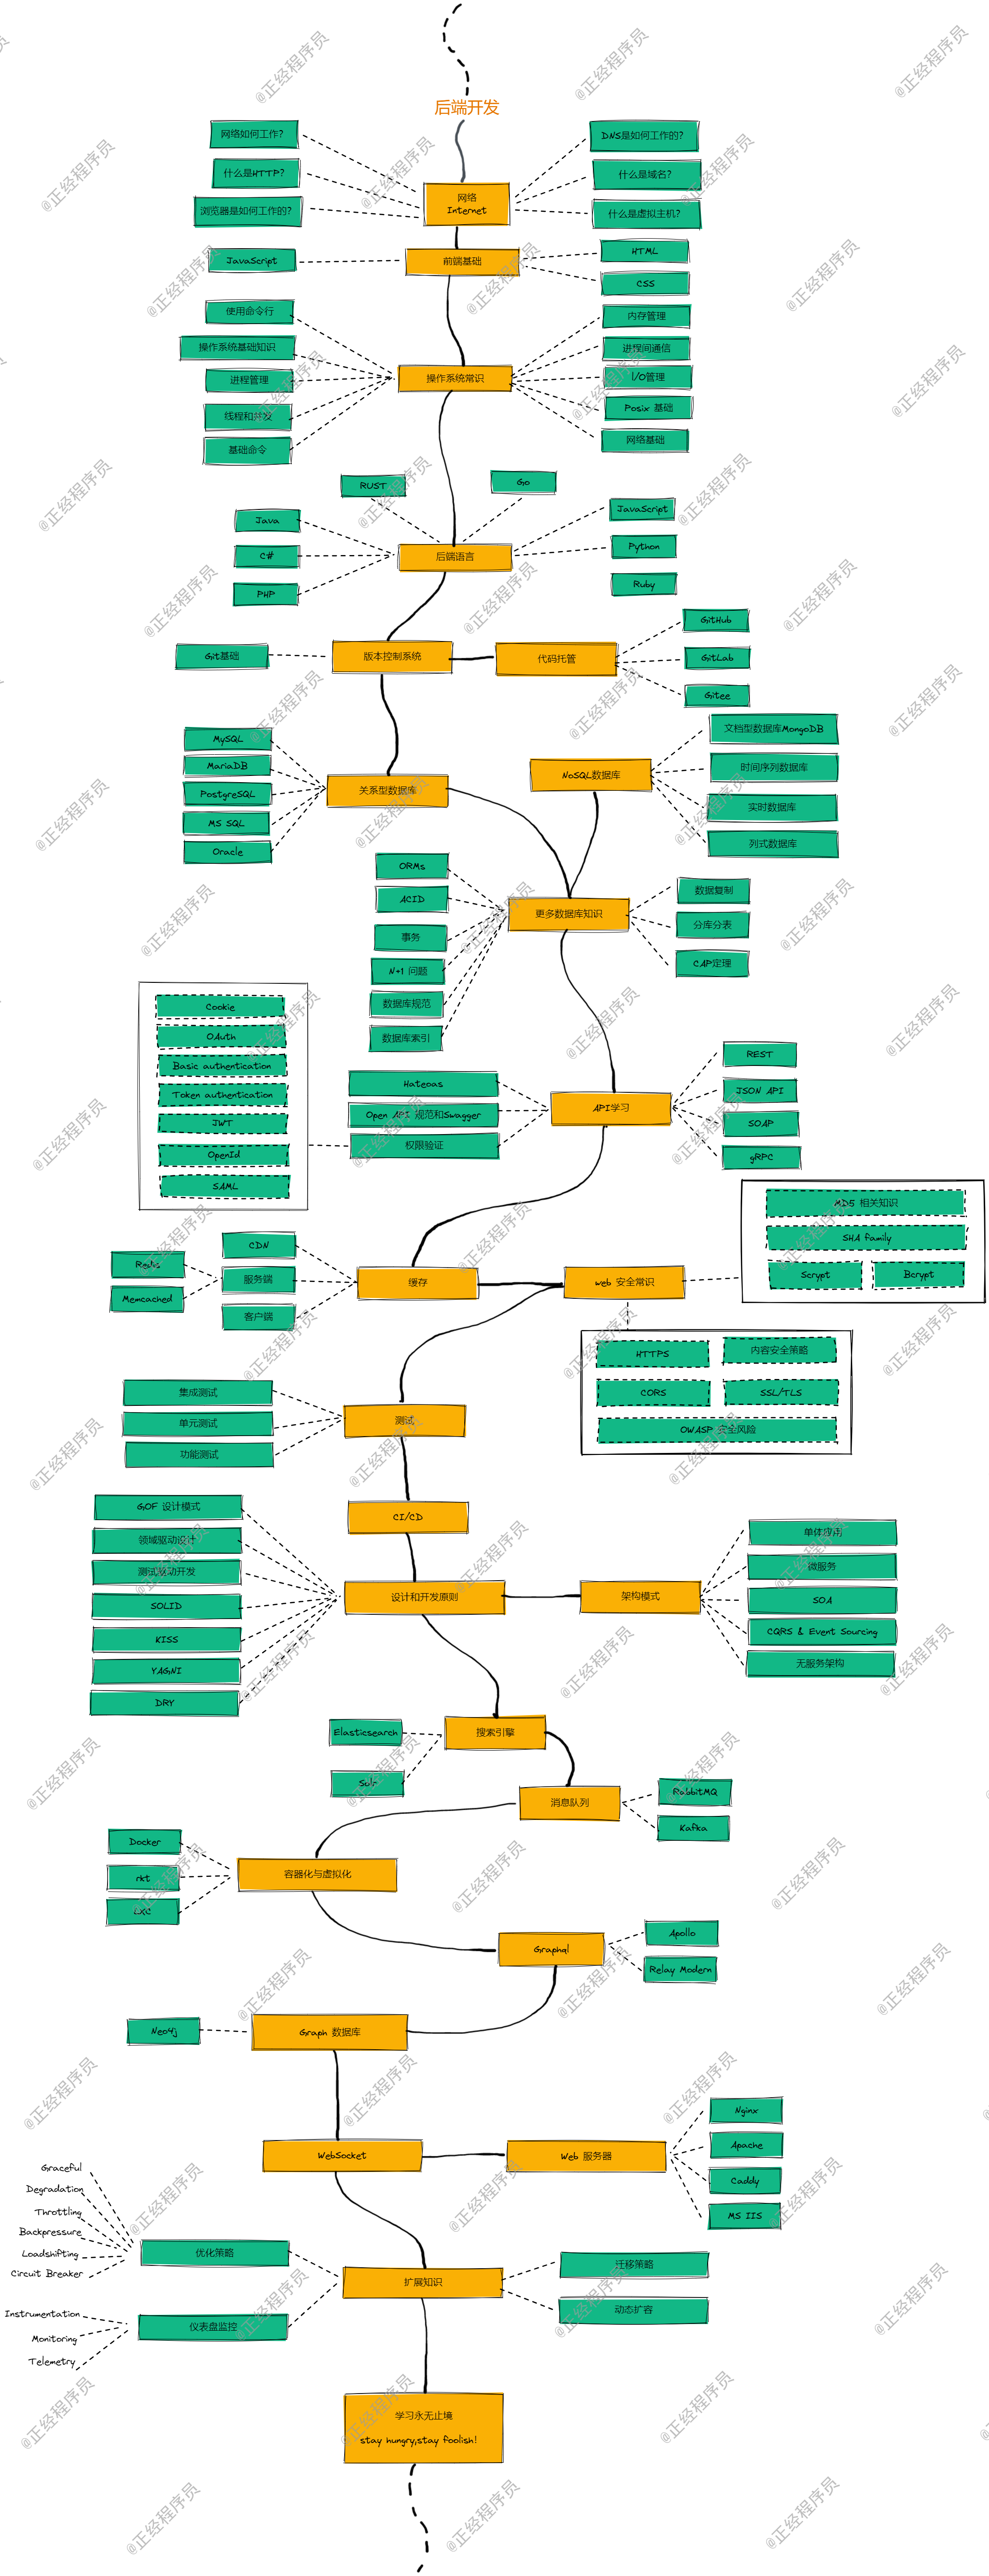 后端开发
网络如何工作?
DNS是如何工作的?
什么是HTTP?
什么是域名?
网络
Internet
浏览器是如何工作的?
什么是虚拟主机?
JavaScript
前端基础
HTML
CSS
使用命令行
内存管理
操作系统基础知识
进程间通信
进程管理
操作系统常识
I/O管理
线程和并发
Posix 基础
基础命令
网络基础
RUST
Go
Java
JavaScript
C#
后端语言
Python
PHP
Ruby
GitHub
Git基础
版本控制系统
代码托管
GitLab
Gitee
MySQL
文档型数据库MongoDB
MariaDB
NoSQL数据库
时间序列数据库
PostgreSQL
关系型数据库
实时数据库
MS SQL
列式数据库
Oracle
ORMs
数据复制
ACID
更多数据库知识
分库分表
事务
CAP定理
N+1 问题
数据库规范
数据库索引
Cookie
OAuth
Basic authentication
Token authentication
JWT
OpenId
SAML
Hateoas
Open API 规范和Swagger
权限验证
API学习
REST
JSON API
SOAP
gRPC
MD5 相关知识
SHA family
Scrypt
Bcrypt
CDN
Redis
服务端
Memcached
客户端
缓存
web 安全常识
HTTPS
内容安全策略
CORS
SSL/TLS
OWASP 安全风险
集成测试
单元测试
功能测试
测试
CI/CD
GOF 设计模式
领域驱动设计
测试驱动开发
SOLID
KISS
YAGNI
DRY
设计和开发原则
架构模式
单体应用
微服务
SOA
CQRS & Event Sourcing
无服务架构
Elasticsearch
搜索引擎
Solr
消息队列
RabbitMQ
Kafka
Docker
rkt
LXC
容器化与虚拟化
Graphql
Apollo
Relay Modern
Neo4j
Graph 数据库
WebSocket
Web 服务器
Nginx
Apache
Caddy
MS IIS
Graceful
Degradation
Throttling
Backpressure
Loadshifting
Circuit Breaker
优化策略
扩展知识
迁移策略
动态扩容
Instrumentation
仪表盘监控
Monitoring
Telemetry
学习永无止境
stay hungry,stay foolish!
@正经程序员